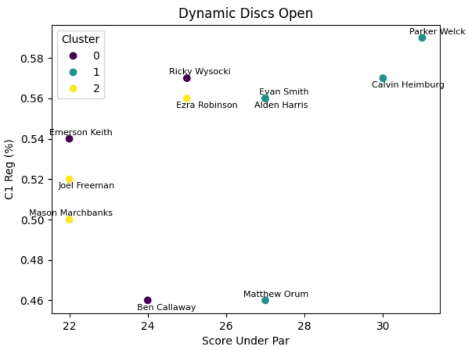 Dynamic Discs Open
Parker Welck
Cluster
0
1
2
Ricky Wysocki
Calvin Heimburg
Evan Smith
Ezra Robinson
Alden Harris
Emerson Keith
Joel Freeman
Mason Marchbanks
Matthew Orum
Ben Callaway
0.58
0.56
0.54
0.52
0.50
0.48
0.46
C1 Reg (%)
22 24 26 28 30
Score Under Par